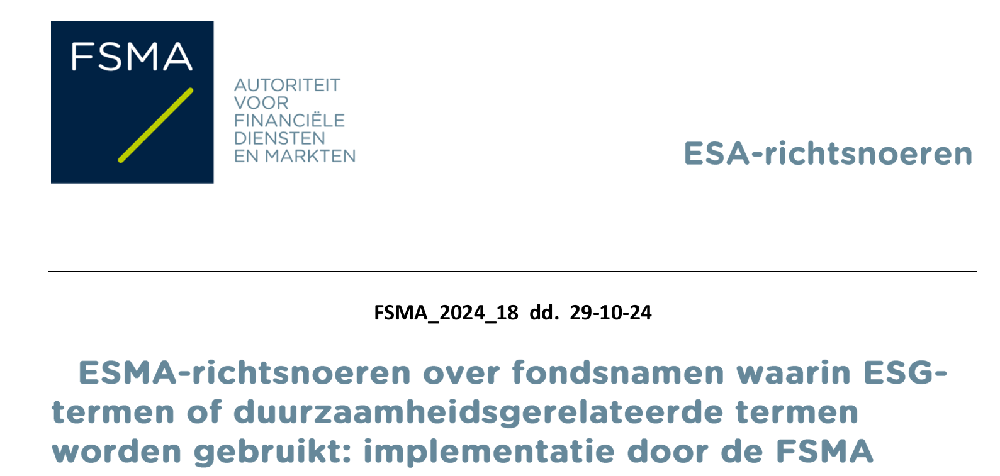 FSMA
AUTORITEIT
VOOR
FINANCIËLE
DIENSTEN
EN MARKTEN
ESA-richtsnoeren
FSMA_2024_18 dd. 29-10-24
ESMA-richtsnoeren over fondsnamen waarin ESG-
termen of duurzaamheidsgerelateerde termen
worden gebruikt: implementatie door de FSMA